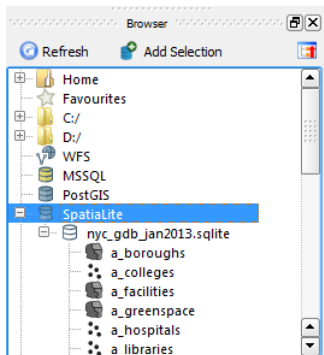 Browser
Refresh Add Selection
Home
Favourites
C:/
D:/
WFS
MSSQL
PostGIS
SpatiaLite
nyc_gdb_jan2013.sqlite
a_boroughs
a_colleges
a_facilities
a_greenspace
a_hospitals
a_libraries